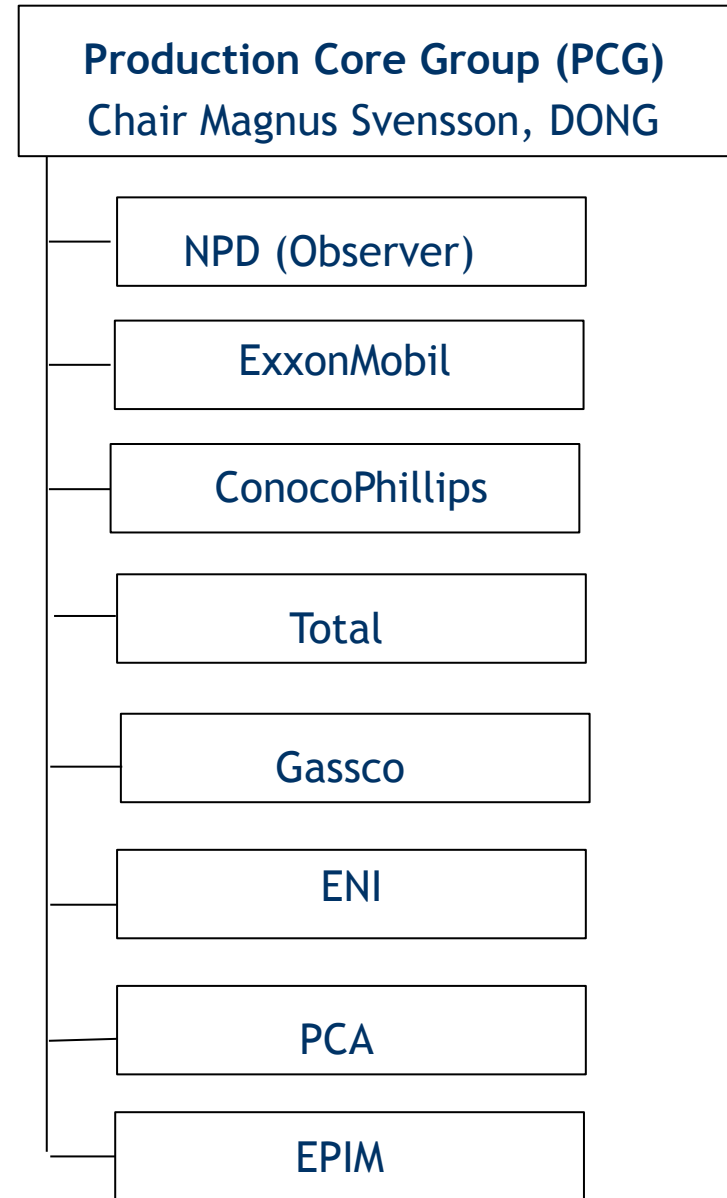 Production Core Group (PCG)
Chair Magnus Svensson, DONG
NPD (Observer)
ExxonMobil
ConocoPhillips
Total
Gassco
ENI
PCA
EPIM